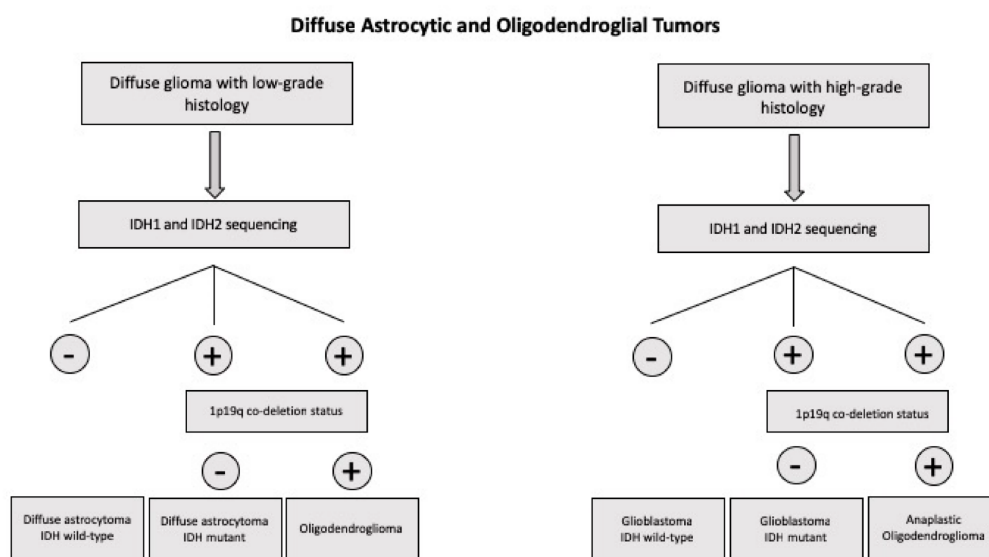 Diffuse Astrocytic and Oligodendroglial Tumors
Diffuse glioma with low-grade
histology
IDH1 and IDH2 sequencing
-
+
+
1p19q co-deletion status
-
+
Diffuse astrocytoma
IDH wild-type
Diffuse astrocytoma
IDH mutant
Oligodendroglioma
Diffuse glioma with high-grade
histology
IDH1 and IDH2 sequencing
-
+
+
1p19q co-deletion status
-
+
Glioblastoma
IDH wild-type
Glioblastoma
IDH mutant
Anaplastic
Oligodendroglioma